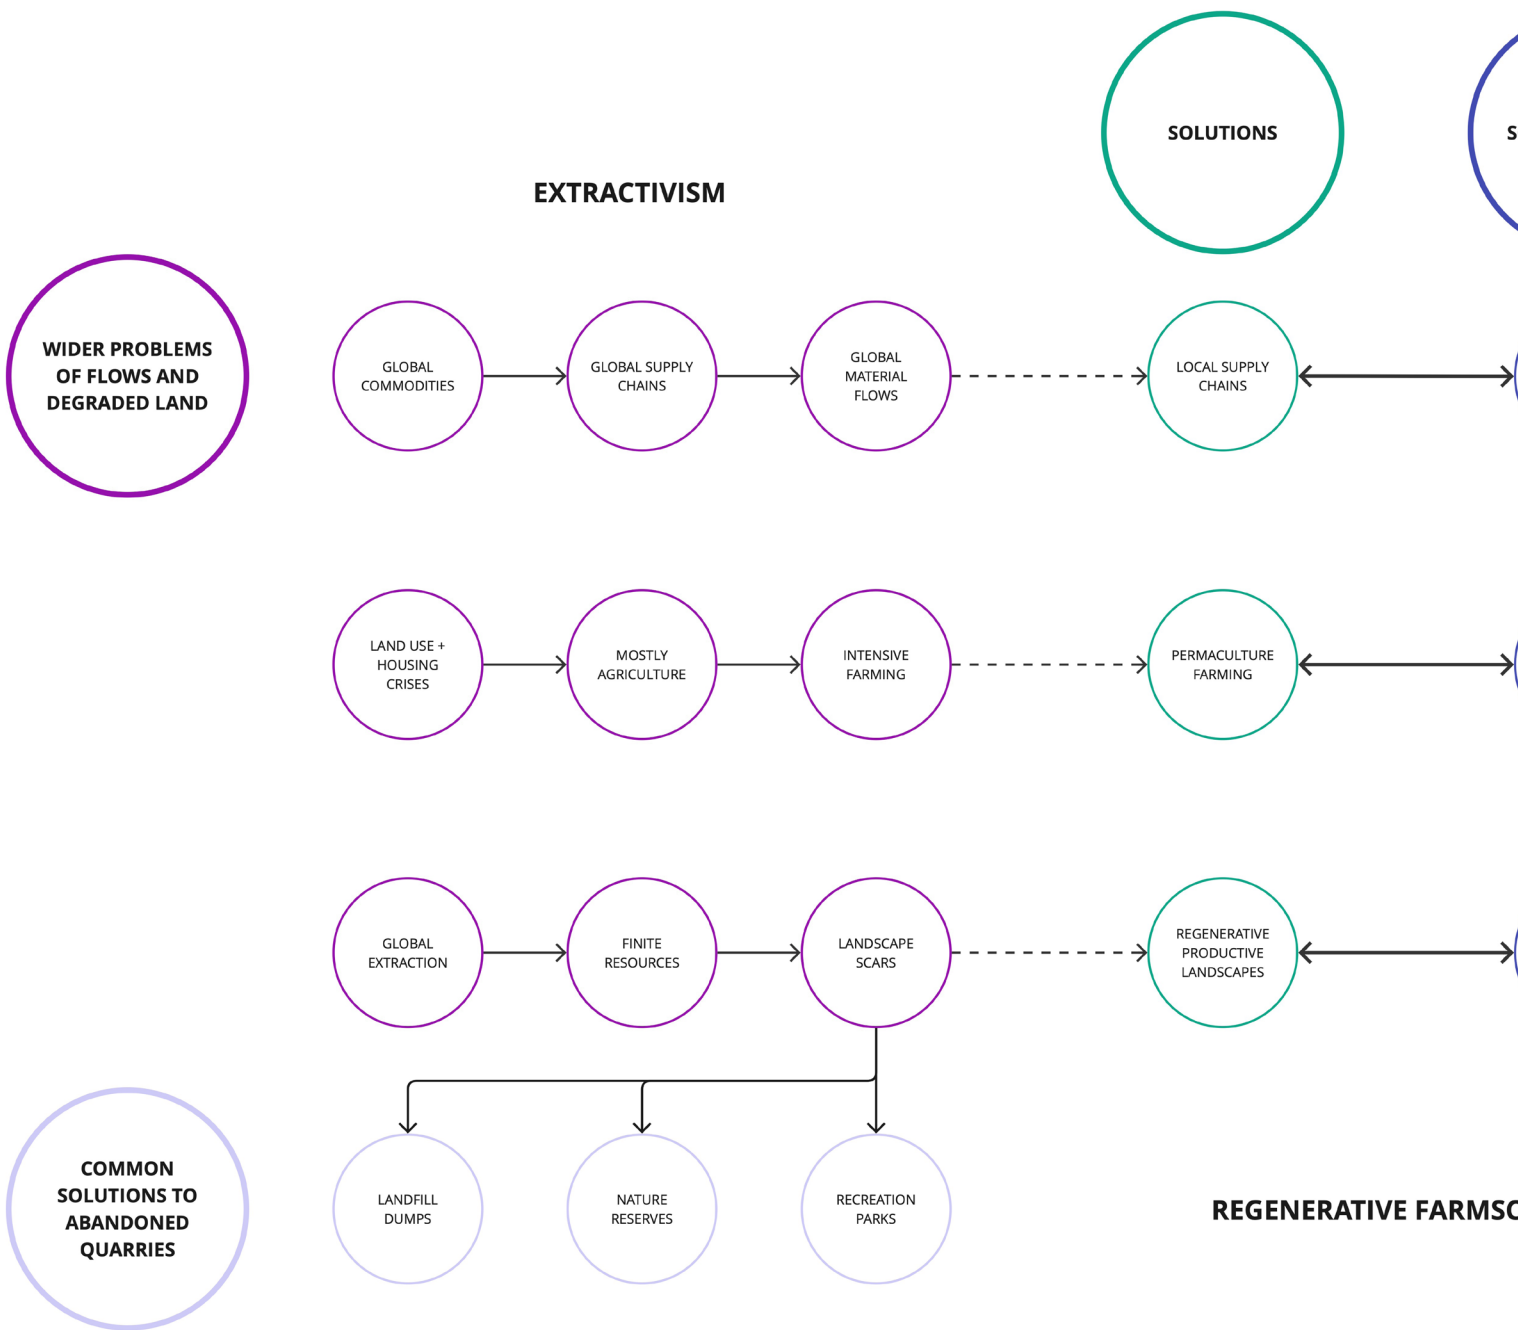 SOLUTIONS
S
EXTRACTIVISM
WIDER PROBLEMS
OF FLOWS AND
DEGRADED LAND
GLOBAL
COMMODITIES
GLOBAL SUPPLY
CHAINS
GLOBAL
MATERIAL
FLOWS
LOCAL SUPPLY
CHAINS
LAND USE +
HOUSING
CRISES
MOSTLY
AGRICULTURE
INTENSIVE
FARMING
PERMACULTURE
FARMING
GLOBAL
EXTRACTION
FINITE
RESOURCES
LANDSCAPE
SCARS
REGENERATIVE
PRODUCTIVE
LANDSCAPES
COMMON
SOLUTIONS TO
ABANDONED
QUARRIES
LANDFILL
DUMPS
NATURE
RESERVES
RECREATION
PARKS
REGENERATIVE FARMSC